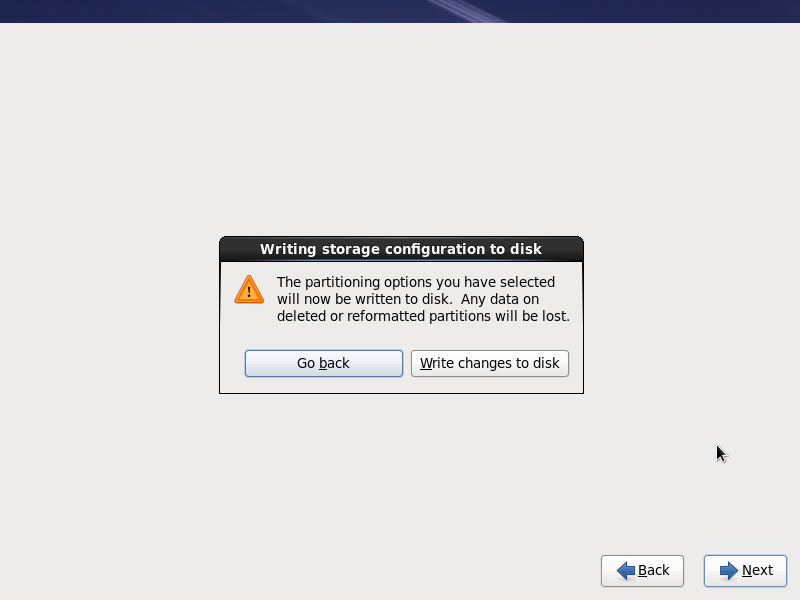 Writing storage configuration to disk
The partitioning options you have selected
will now be written to disk.  Any data on
deleted or reformatted partitions will be lost.
Go back
Write changes to disk
Back
Next